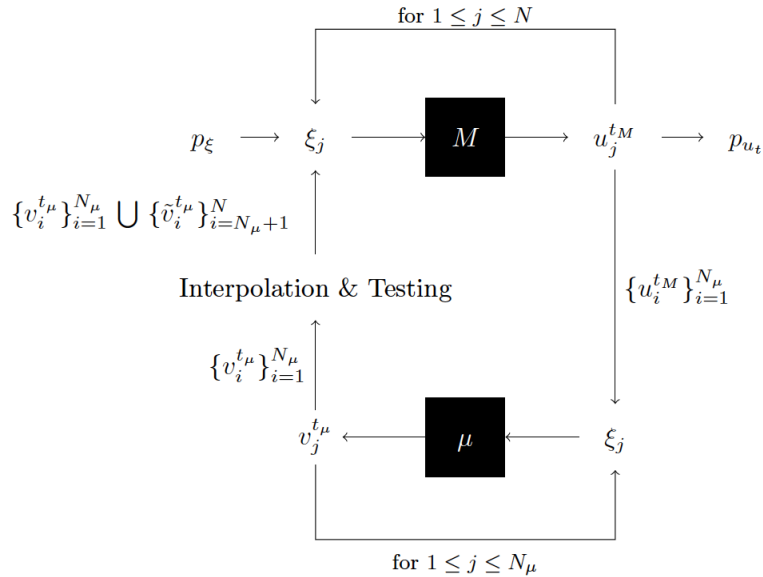 for 1 ≤ j ≤ N
p_ξ ξ_j M u_j^{t_M} p_{u_t}
{v_i^{t_μ}}_{i=1}^{N_μ} ⋃ {ṽ_i^{t_μ}}_{i=N_μ+1}^{N}
Interpolation & Testing
{u_i^{t_M}}_{i=1}^{N_μ}
{v_i^{t_μ}}_{i=1}^{N_μ}
v_j^{t_μ} μ ξ_j
for 1 ≤ j ≤ N_μ